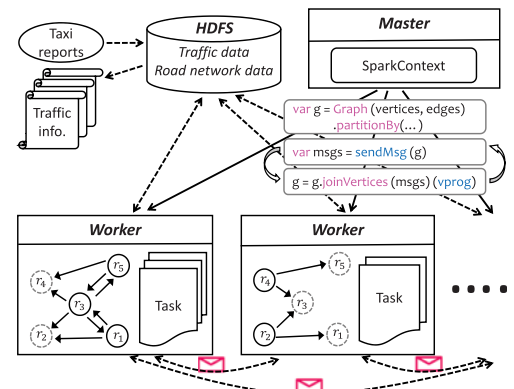 Taxi
reports
HDFS
Traffic data
Road network data
Master
SparkContext
Traffic
info.
var g = Graph (vertices, edges)
.partitionBy(... )
var msgs = sendMsg (g)
g = g.joinVertices (msgs) (vprog)
Worker
r5
r4
r3
r2
r1
Task
Worker
r5
r4
r3
r2
r1
Task